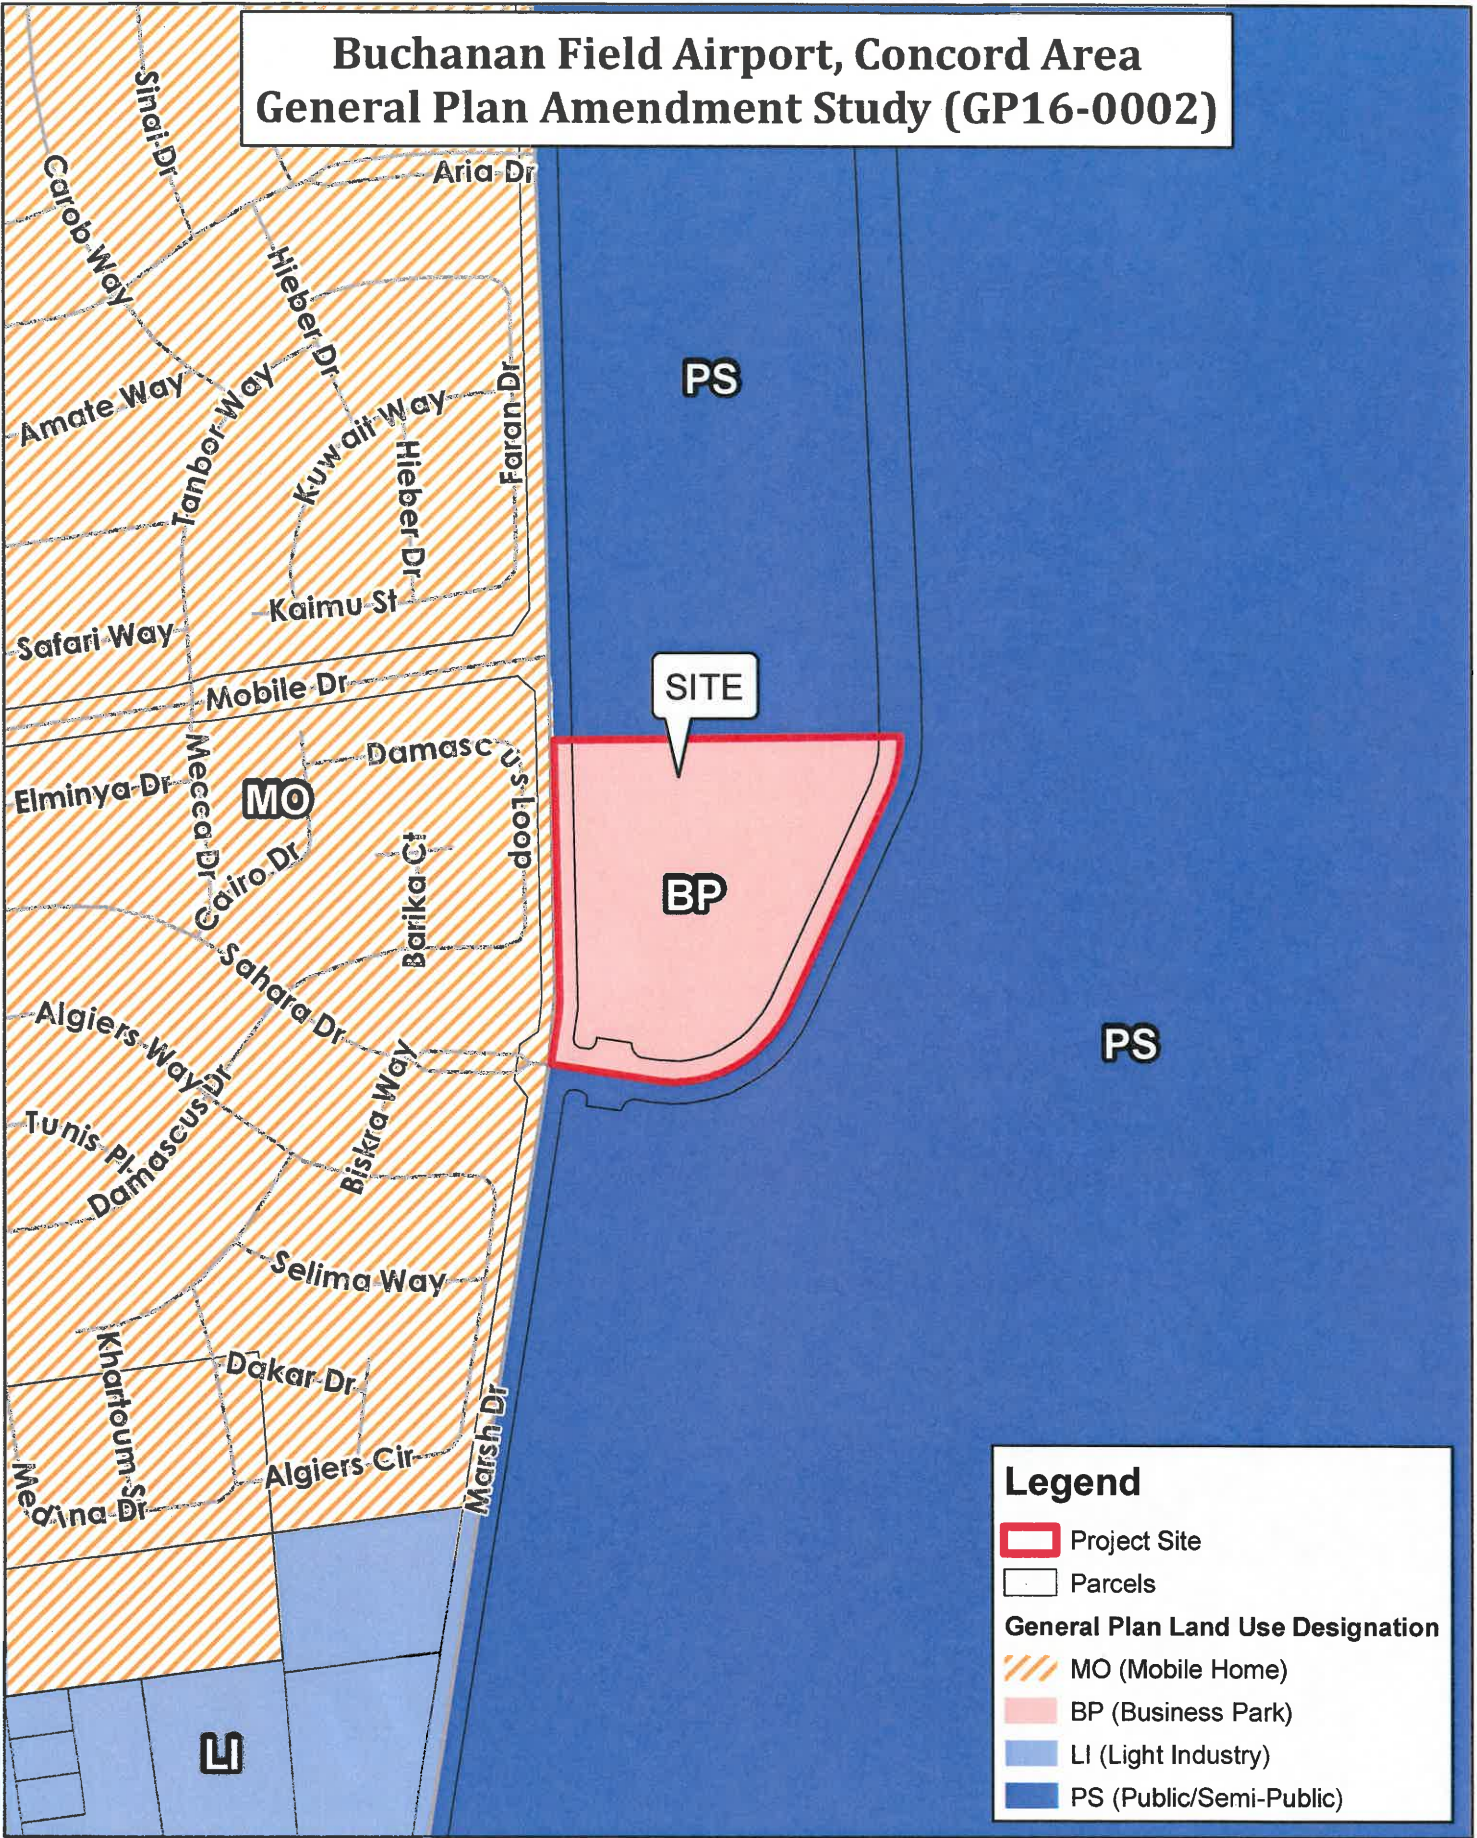 Buchanan Field Airport, Concord Area
General Plan Amendment Study (GP16-0002)
Sinai Dr
Aria Dr
Carob Way
Hieber Dr
Amate Way
Tanbor Way
Kuwait Way
Hieber Dr
Faran Dr
PS
Kaimu St
Safari Way
Mobile Dr
SITE
Mecca Dr
Damascus Loop
Elminya Dr
MO
Cairo Dr
Barika Ct
BP
Sahara Dr
Algiers Way
PS
Biskra Way
Tunis Pl
Damascus Dr
Selima Way
Khartoum S
Dakar Dr
Marsh Dr
Algiers Cir
Medina Dr
LI
Legend
Project Site
Parcels
General Plan Land Use Designation
MO (Mobile Home)
BP (Business Park)
LI (Light Industry)
PS (Public/Semi-Public)